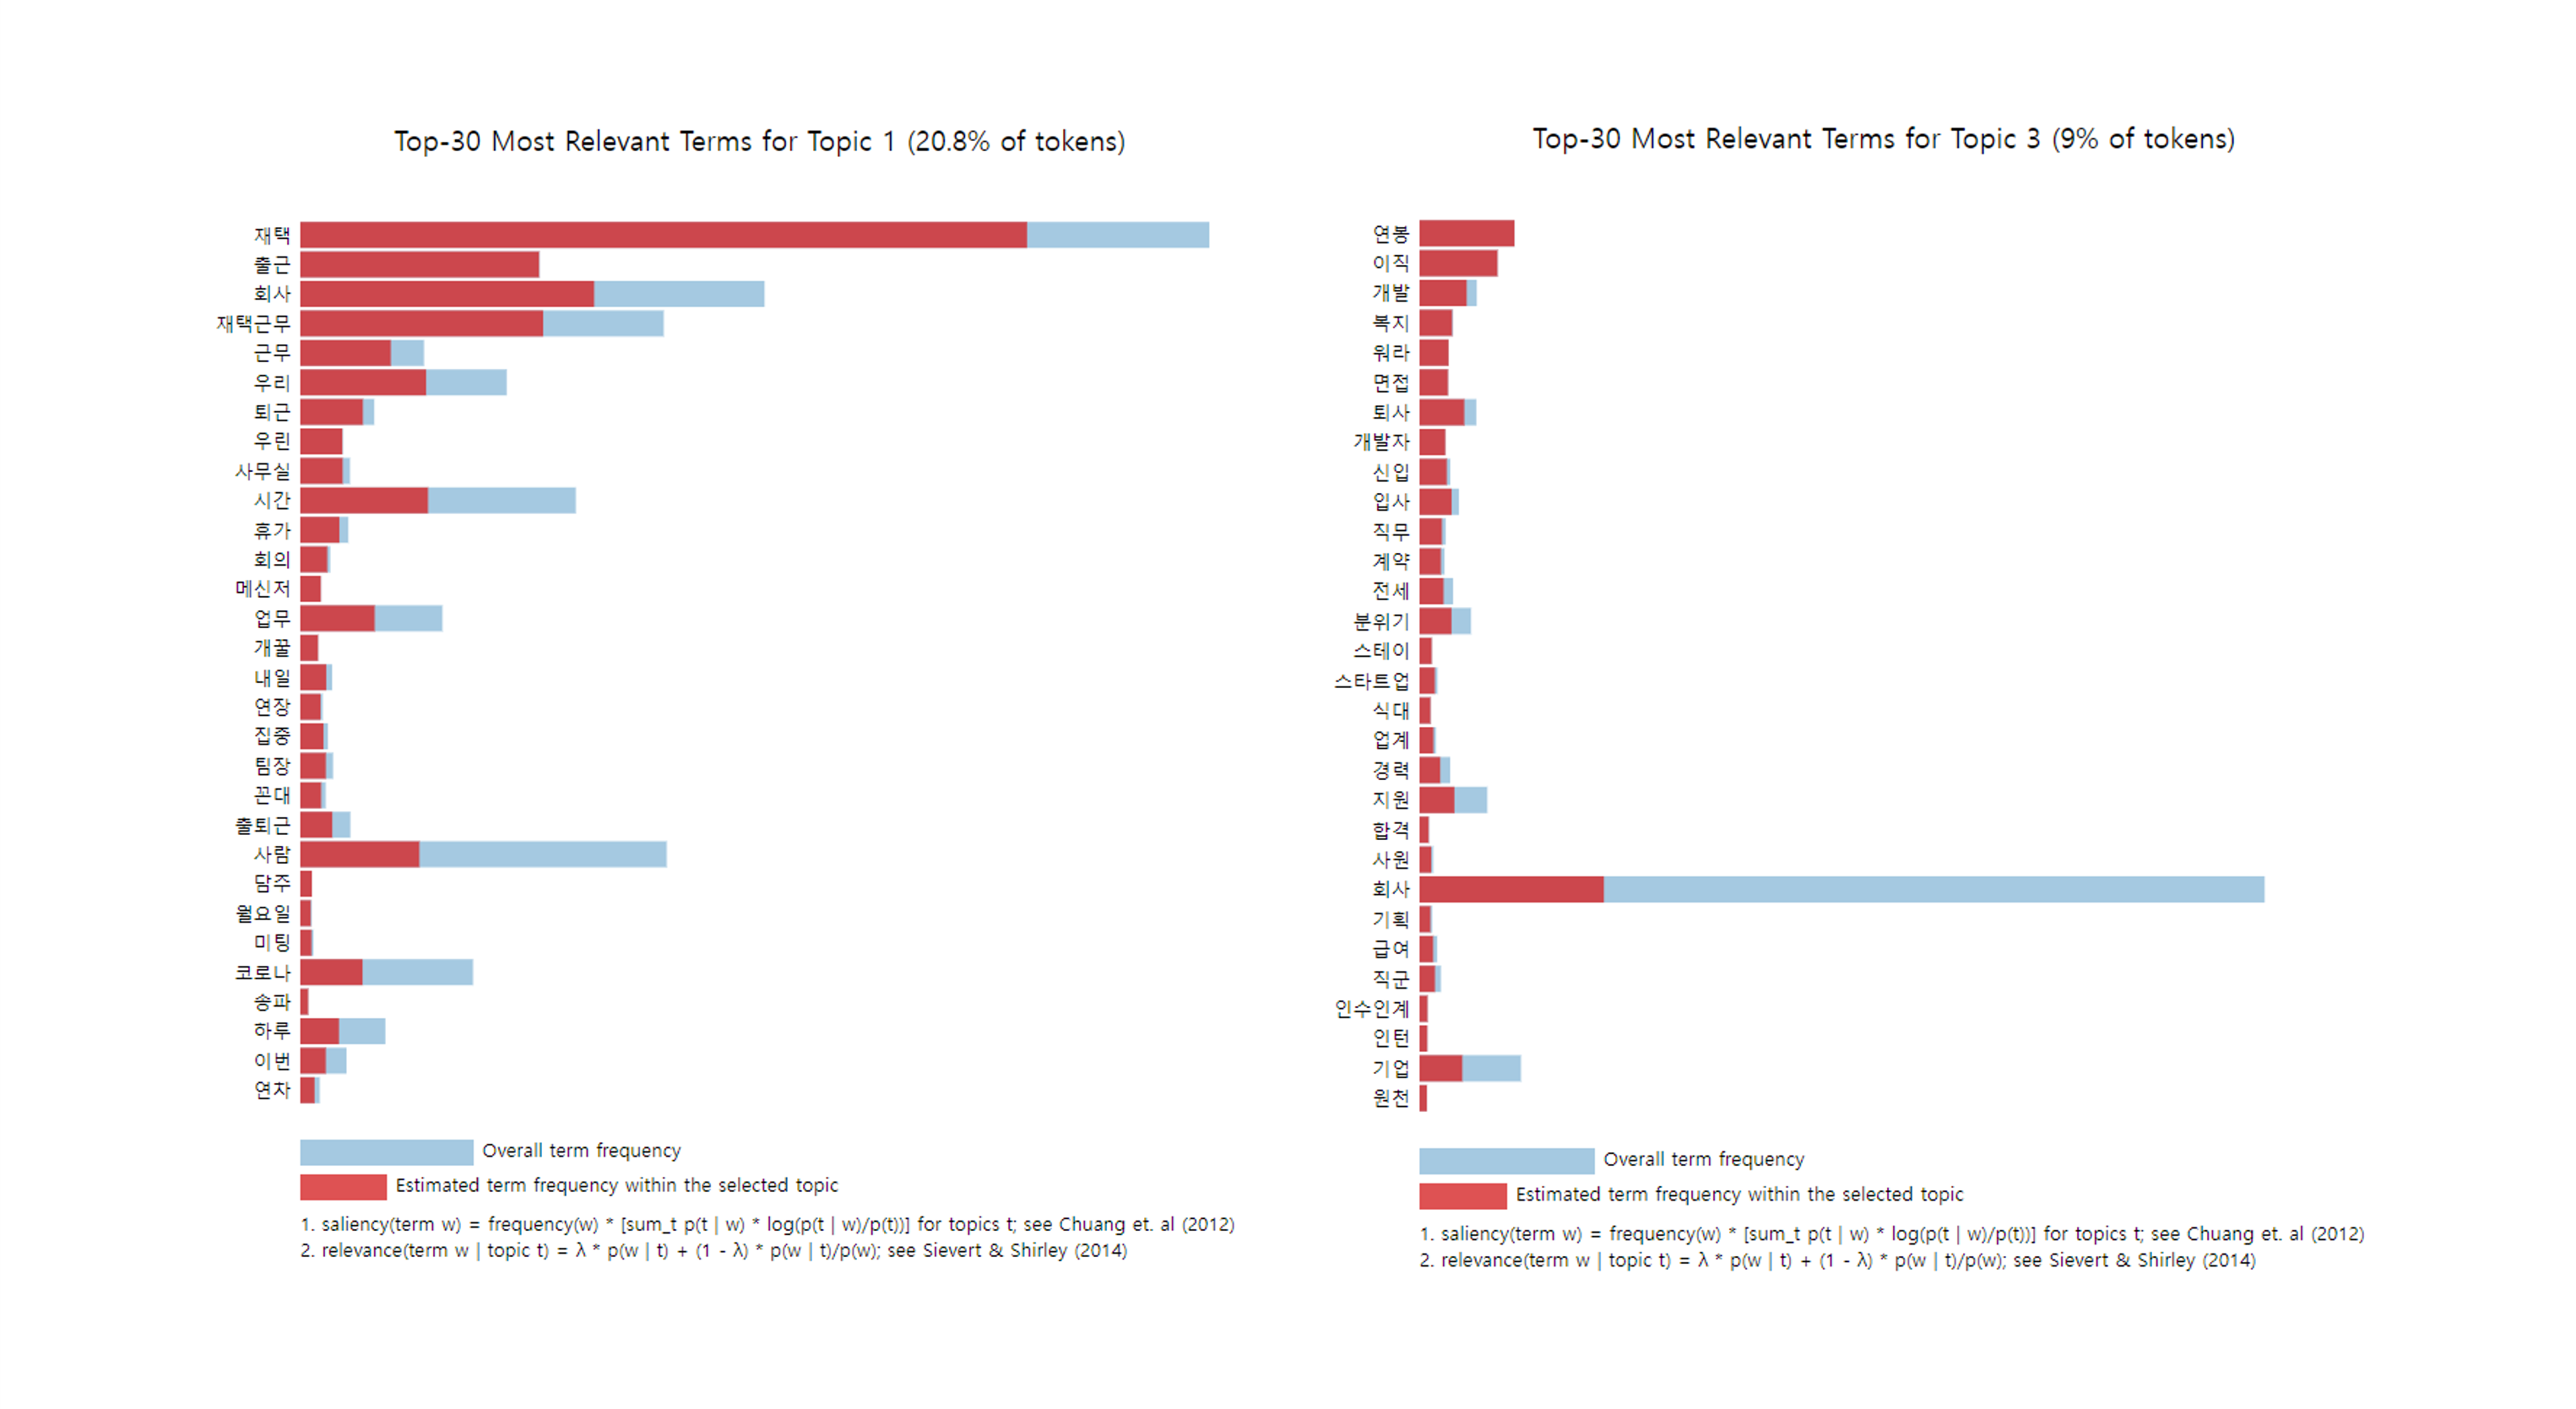 Top-30 Most Relevant Terms for Topic 1 (20.8% of tokens)
재택
출근
회사
재택근무
근무
우리
퇴근
우린
사무실
시간
휴가
회의
메신저
업무
개꿀
내일
연장
집중
팀장
꼰대
출퇴근
사람
담주
월요일
미팅
코로나
송파
하루
이번
연차
Overall term frequency
Estimated term frequency within the selected topic
1. saliency(term w) = frequency(w) * [sum_t p(t | w) * log(p(t | w)/p(t))] for topics t; see Chuang et. al (2012)
2. relevance(term w | topic t) = λ * p(w | t) + (1 - λ) * p(w | t)/p(w); see Sievert & Shirley (2014)
Top-30 Most Relevant Terms for Topic 3 (9% of tokens)
연봉
이직
개발
복지
워라
면접
퇴사
개발자
신입
입사
직무
계약
전세
분위기
스테이
스타트업
식대
업계
경력
지원
합격
사원
회사
기획
급여
직군
인수인계
인턴
기업
원천
Overall term frequency
Estimated term frequency within the selected topic
1. saliency(term w) = frequency(w) * [sum_t p(t | w) * log(p(t | w)/p(t))] for topics t; see Chuang et. al (2012)
2. relevance(term w | topic t) = λ * p(w | t) + (1 - λ) * p(w | t)/p(w); see Sievert & Shirley (2014)